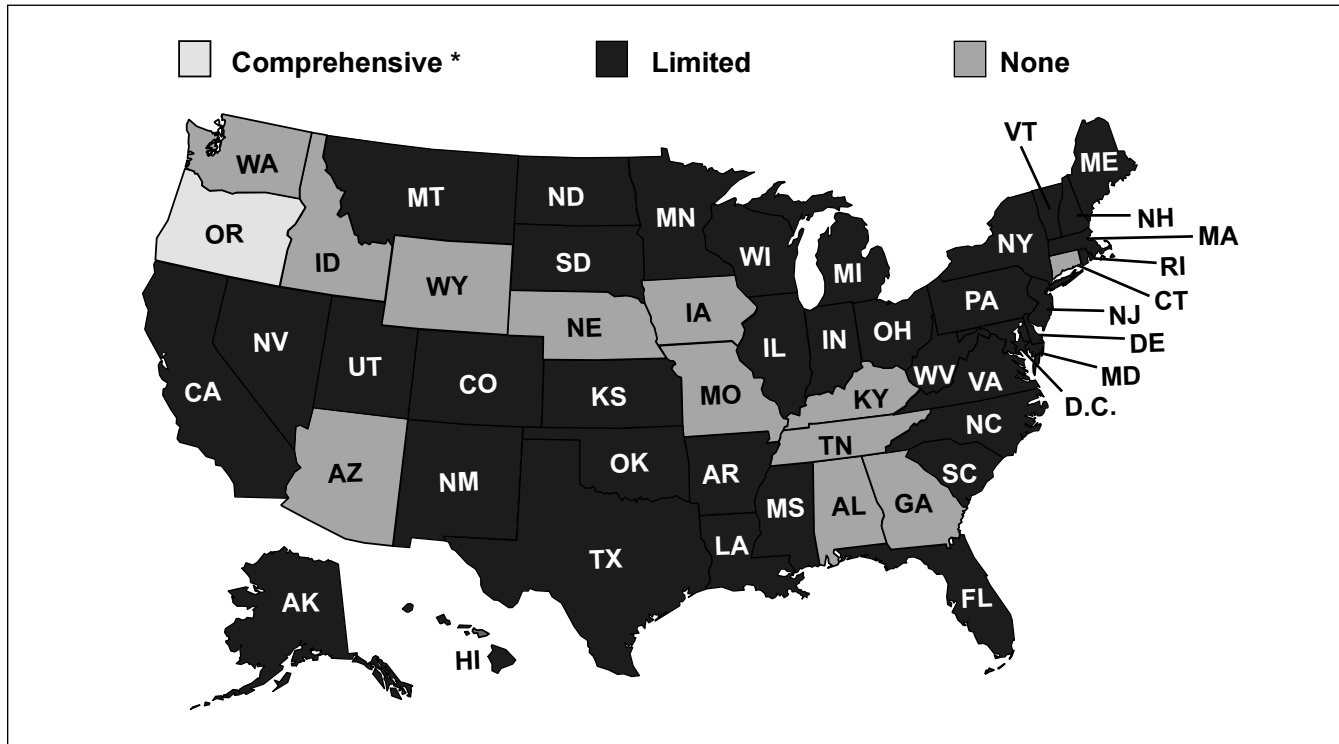 Comprehensive * Limited None
VT
ME
WA
MT
ND
MN
NH
OR
MA
NY
ID
SD
WI
MI
RI
WY
CT
PA
IA
NJ
NE
OH
NV
IL
IN
DE
UT
CO
WV
MD
CA
KS
MO
VA
KY
D.C.
NC
TN
OK
AZ
AR
SC
NM
MS
AL
GA
LA
TX
AK
FL
HI